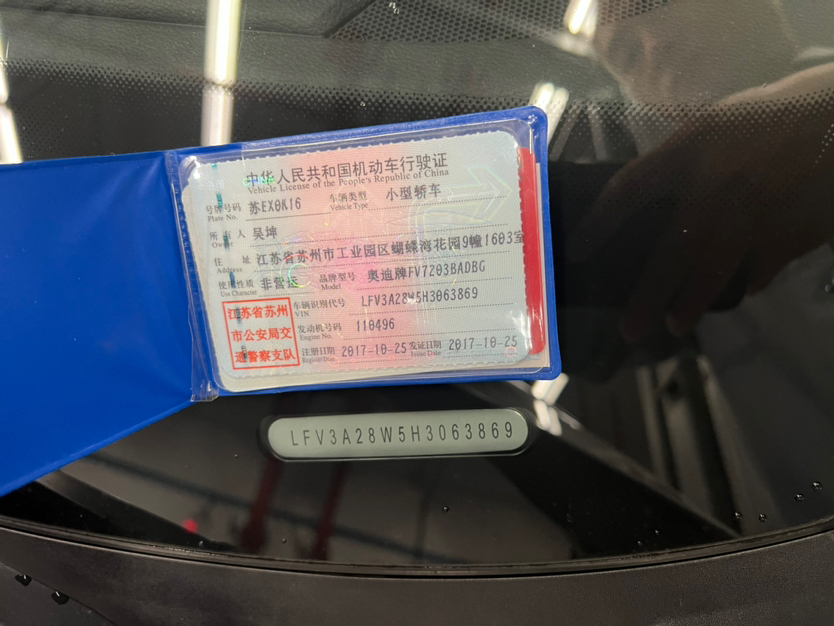 中华人民共和国机动车行驶证
Vehicle License of the People's Republic of China
号牌号码 苏EX0K16 车辆类型 小型轿车
Plate No. Vehicle Type
所有人 吴坤
Owner
住址 江苏省苏州市工业园区蝴蝶湾花园9幢1603室
Address
使用性质 非营运 品牌型号 奥迪牌FV7203BADBG
Use Character Model
江苏省苏州
市公安局交
通警察支队
车辆识别代号 LFV3A28W5H3063869
VIN
发动机号码 110496
Engine No.
注册日期 2017-10-25 发证日期 2017-10-25
Register Date Issue Date
LFV3A28W5H3063869